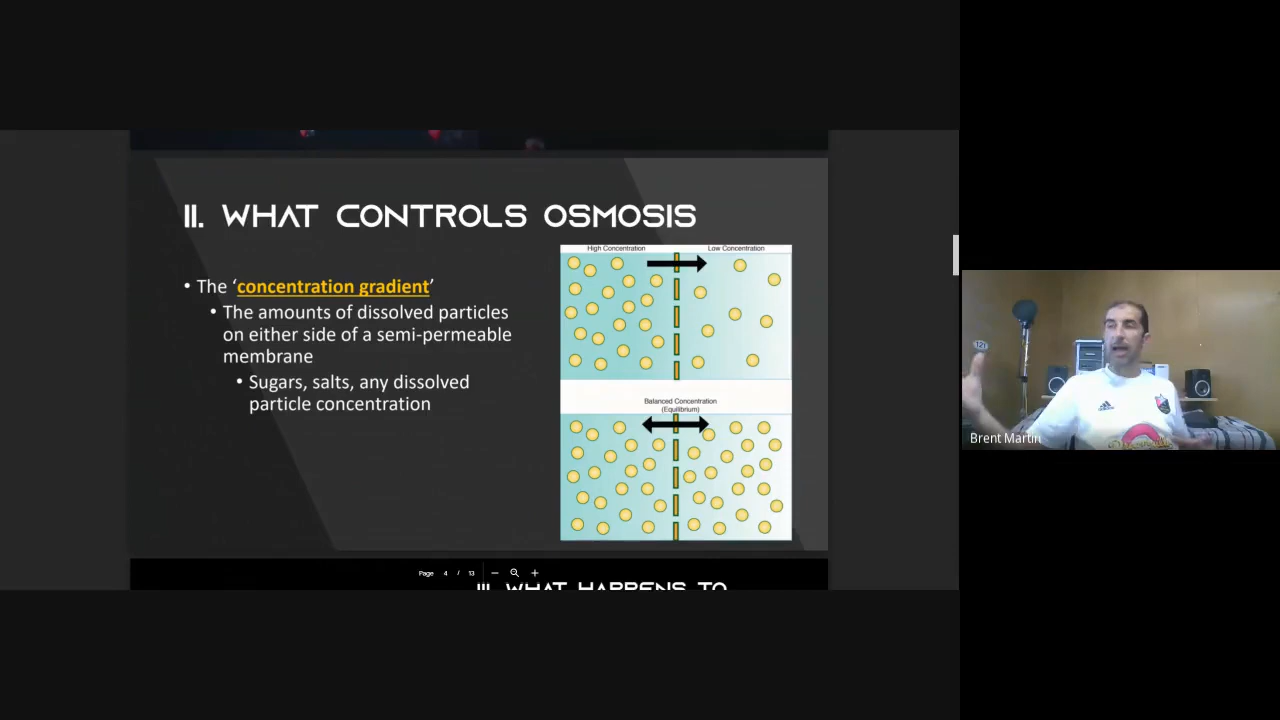 II. WHAT CONTROLS OSMOSIS
• The ‘concentration gradient’
• The amounts of dissolved particles
on either side of a semi-permeable
membrane
• Sugars, salts, any dissolved
particle concentration
High Concentration
Low Concentration
Balanced Concentration
(Equilibrium)
121
Brent Martin
Page 4 / 13
III. WHAT HAPPENS TO